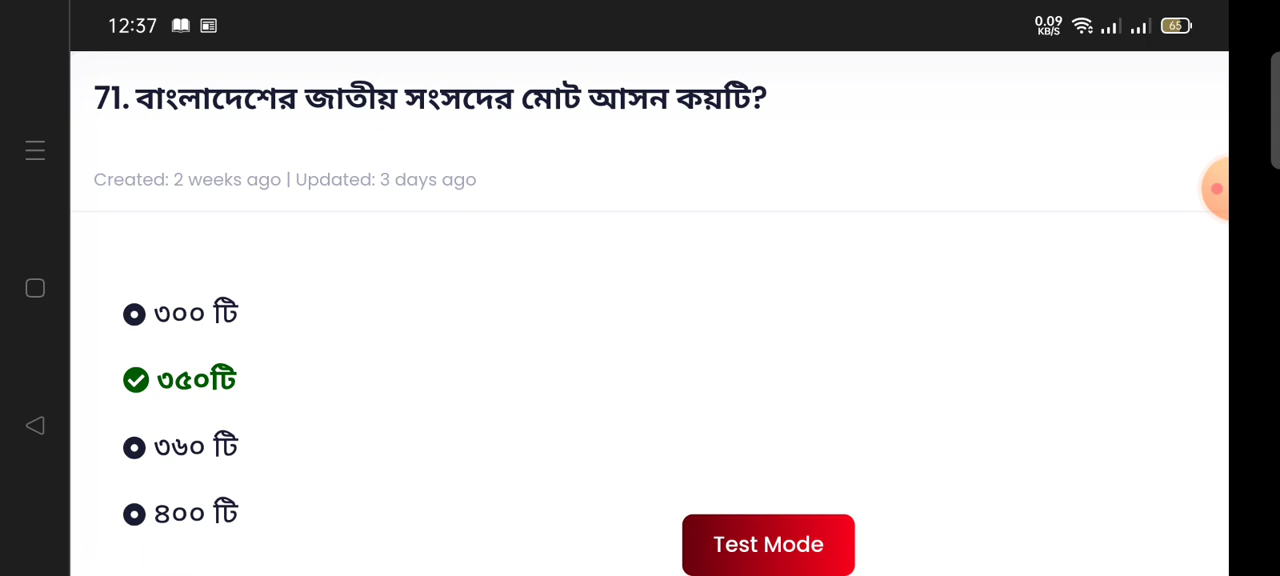 12:37
0.09
KB/S
65
71. বাংলাদেশের জাতীয় সংসদের মোট আসন কয়টি?
Created: 2 weeks ago | Updated: 3 days ago
৩০০ টি
৩৫০টি
৩৬০ টি
৪০০ টি
Test Mode